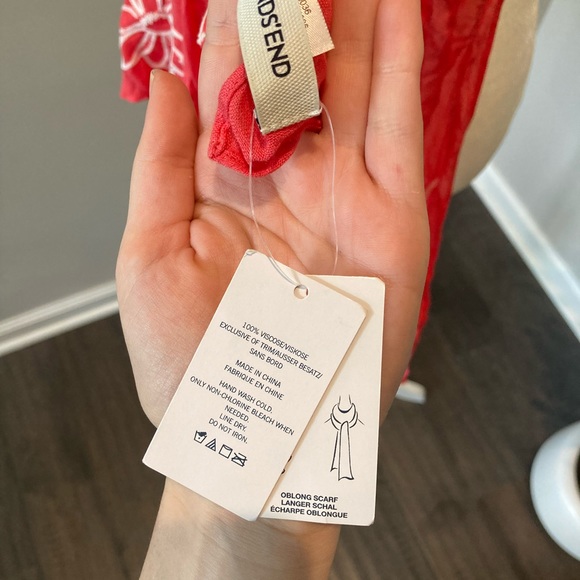 DS'END
100% VISCOSE/VISKOSE
EXCLUSIVE OF TRIM/AUSSER BESATZ/
SANS BORD
MADE IN CHINA
FABRIQUE EN CHINE
HAND WASH COLD.
ONLY NON-CHLORINE BLEACH WHEN
NEEDED.
LINE DRY.
DO NOT IRON.
OBLONG SCARF
LANGER SCHAL
ÉCHARPE OBLONGUE